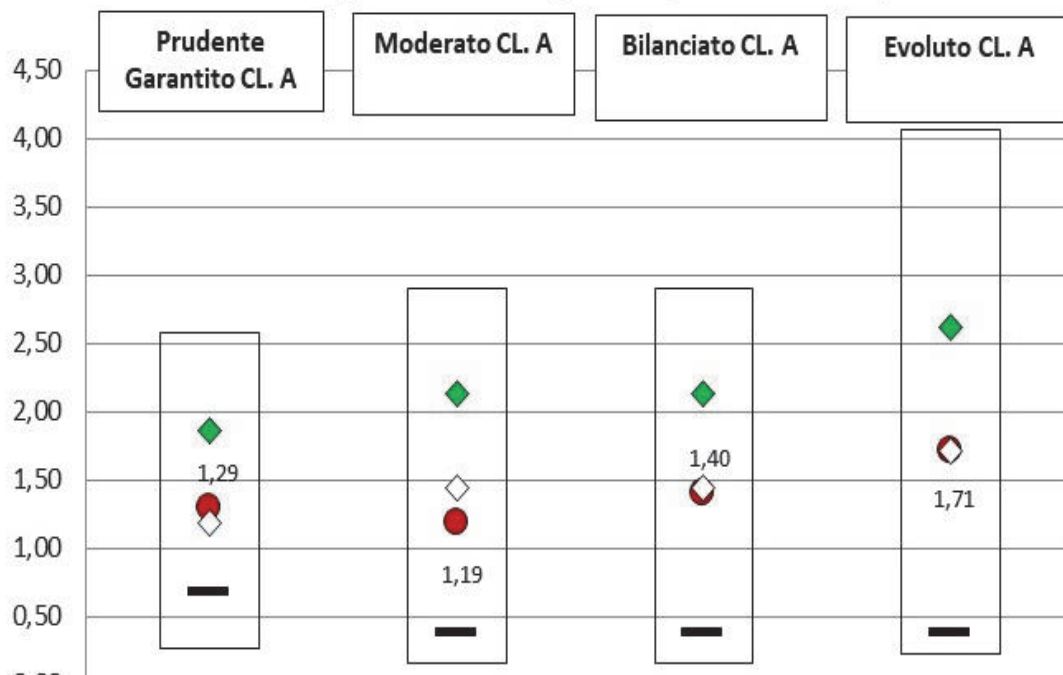 Prudente
Garantito CL. A
Moderato CL. A
Bilanciato CL. A
Evoluto CL. A
4,50
4,00
3,50
3,00
2,50
2,00
1,50
1,00
0,50
1,29
1,19
1,40
1,71